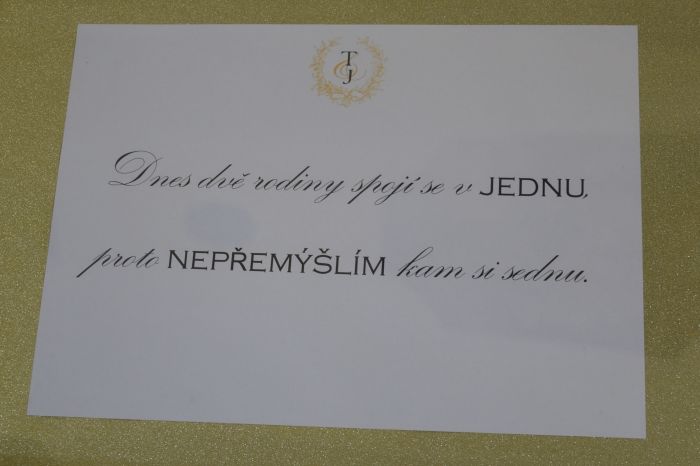 T
&
J
Dnes dvě rodiny spojí se v JEDNU,
proto NEPŘEMÝŠLÍM kam si sednu.